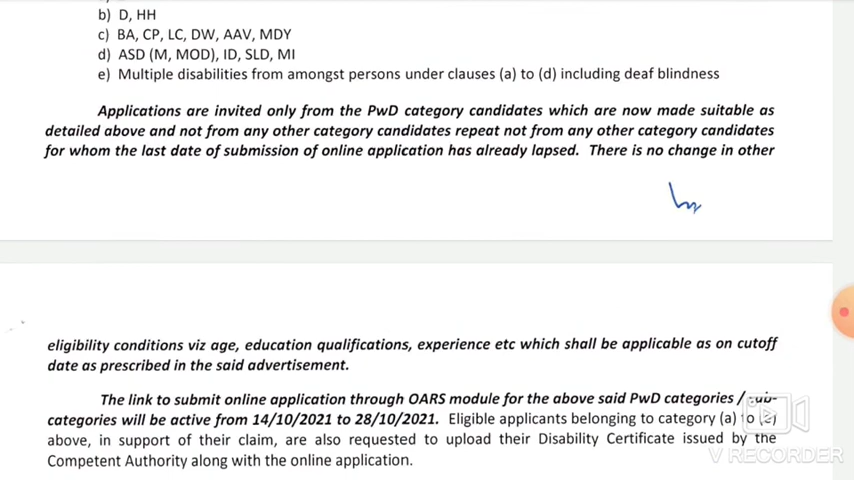 b) D, HH
c) BA, CP, LC, DW, AAV, MDY
d) ASD (M, MOD), ID, SLD, MI
e) Multiple disabilities from amongst persons under clauses (a) to (d) including deaf blindness
Applications are invited only from the PwD category candidates which are now made suitable as
detailed above and not from any other category candidates repeat not from any other category candidates
for whom the last date of submission of online application has already lapsed. There is no change in other
eligibility conditions viz age, education qualifications, experience etc which shall be applicable as on cutoff
date as prescribed in the said advertisement.
The link to submit online application through OARS module for the above said PwD categories / sub-
categories will be active from 14/10/2021 to 28/10/2021. Eligible applicants belonging to category (a) to (e)
above, in support of their claim, are also requested to upload their Disability Certificate issued by the
Competent Authority along with the online application.
V RECORDER